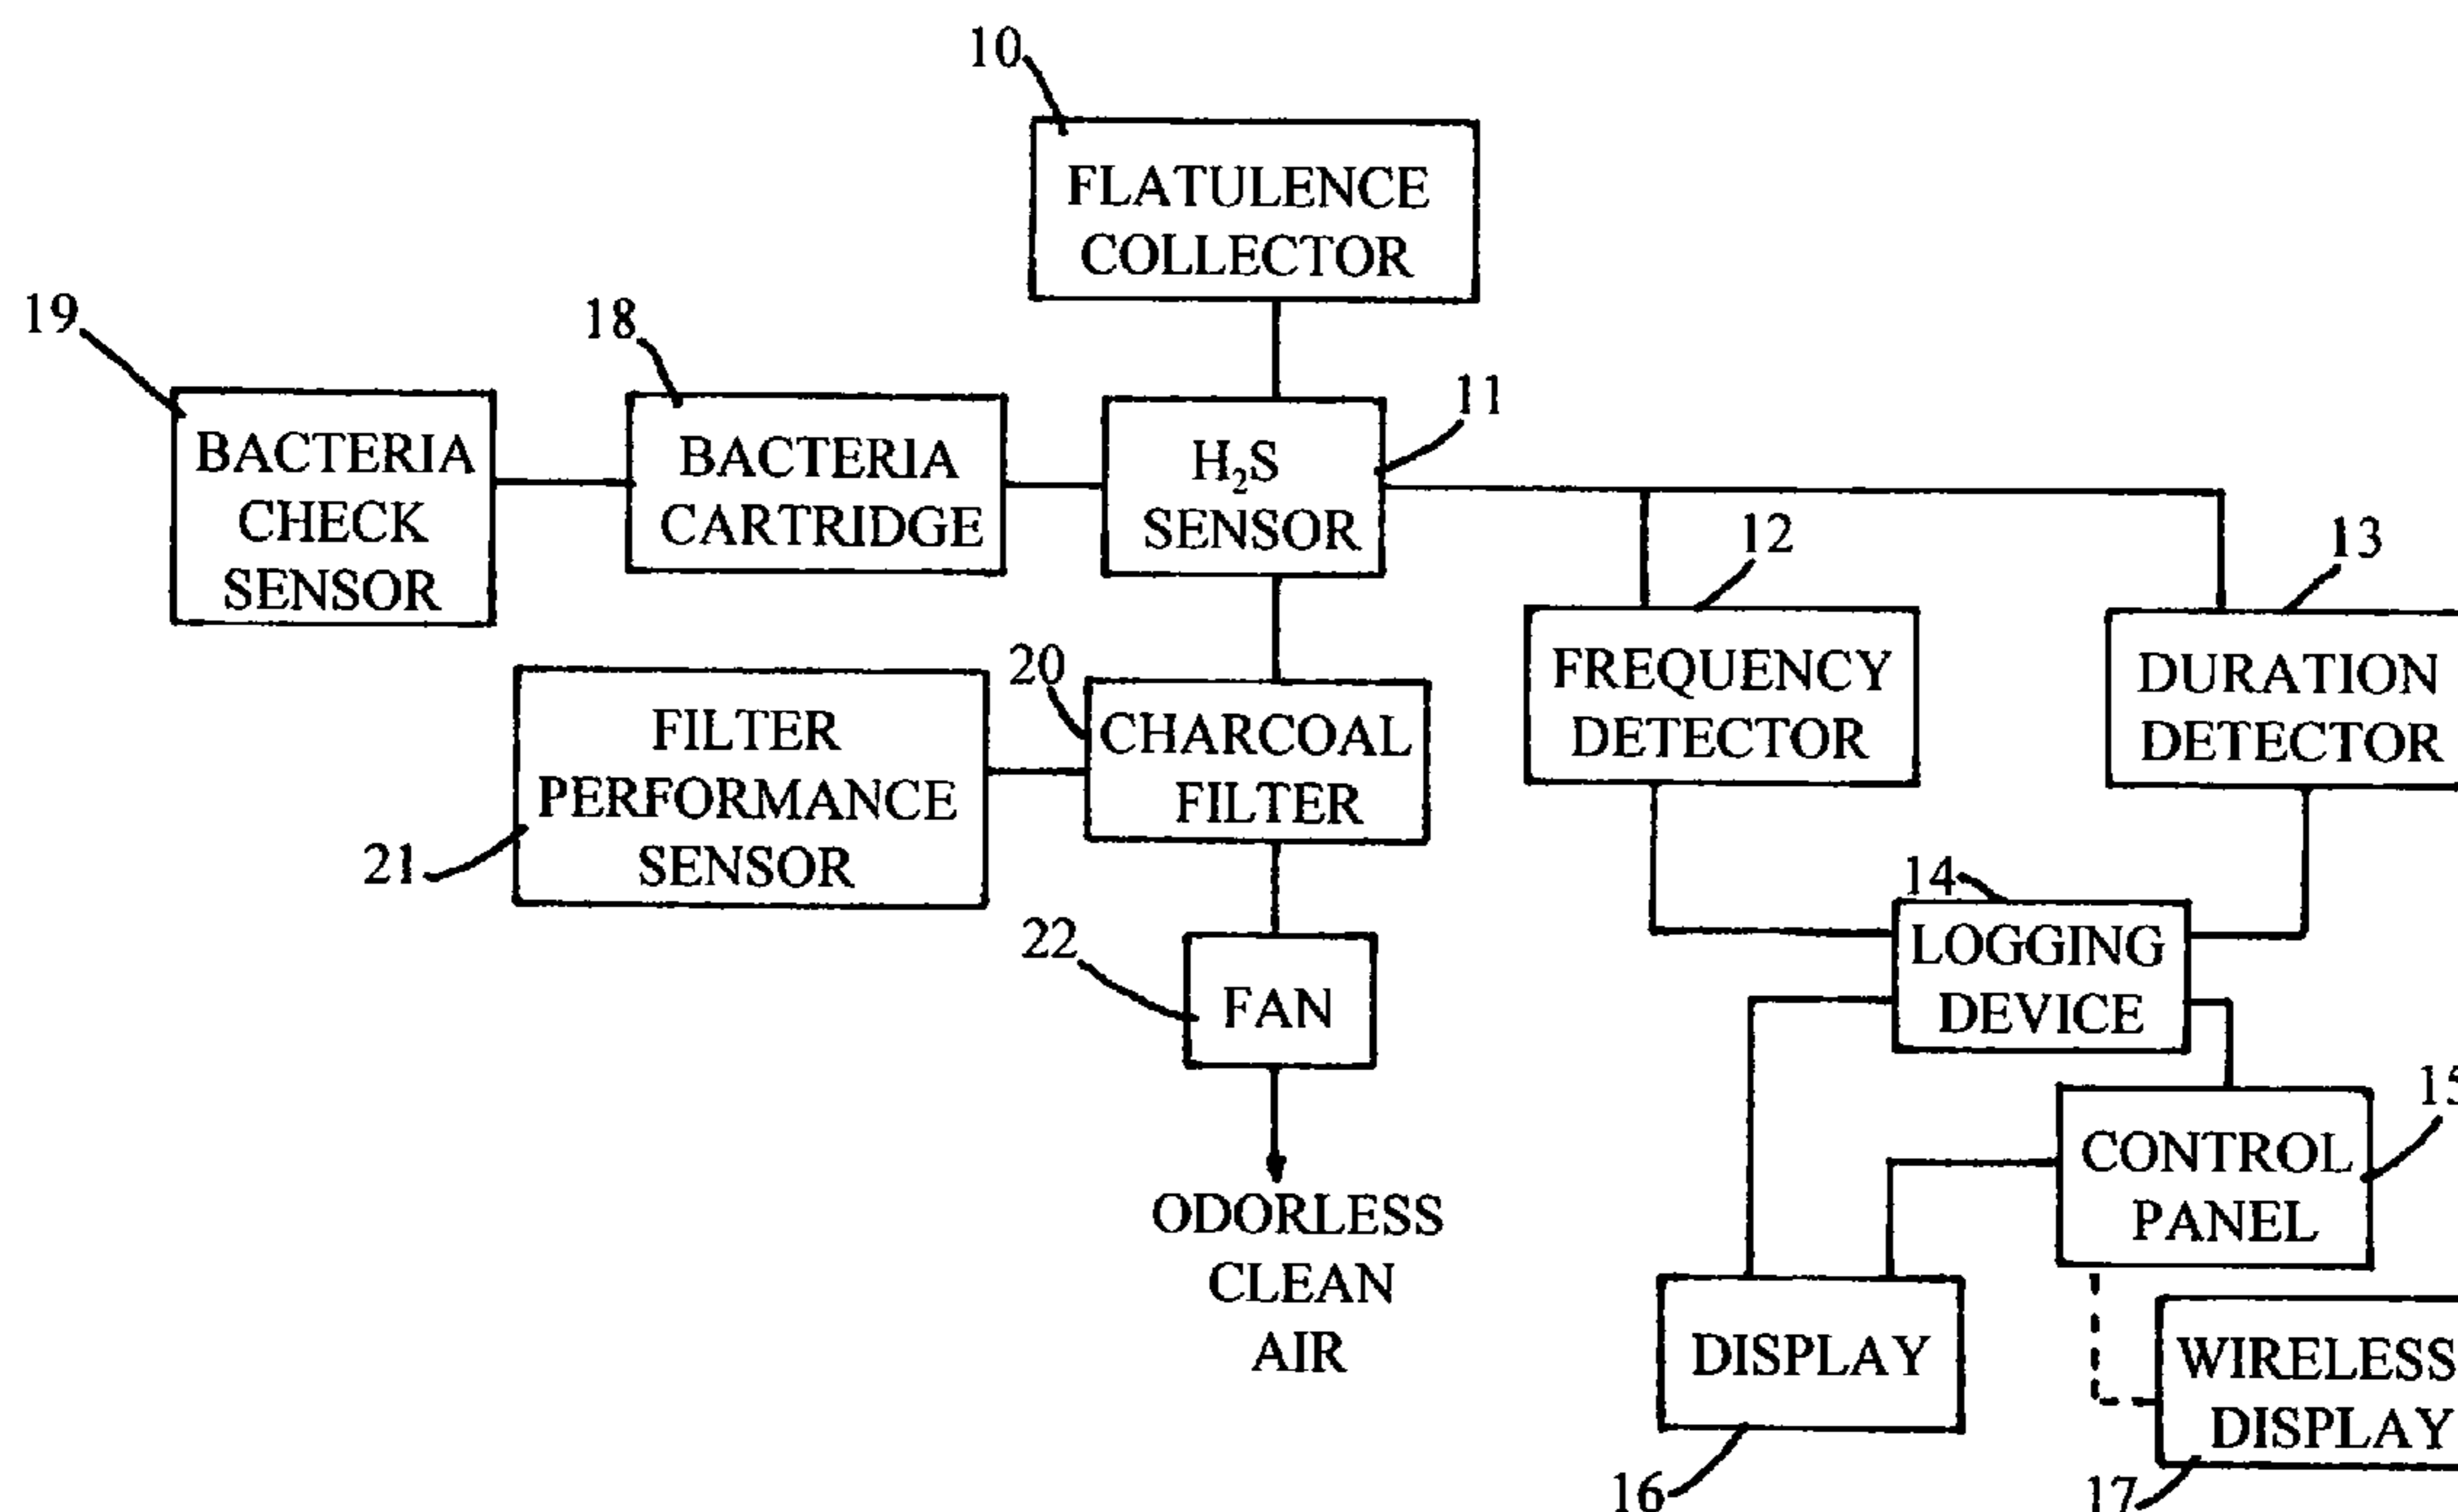 10
FLATULENCE
COLLECTOR
19
BACTERIA
CHECK
SENSOR
18
BACTERIA
CARTRIDGE
11
H₂S
SENSOR
12
FREQUENCY
DETECTOR
13
DURATION
DETECTOR
21
FILTER
PERFORMANCE
SENSOR
20
CHARCOAL
FILTER
22
FAN
ODORLESS
CLEAN
AIR
14
LOGGING
DEVICE
15
CONTROL
PANEL
DISPLAY
16
WIRELESS
DISPLAY
17